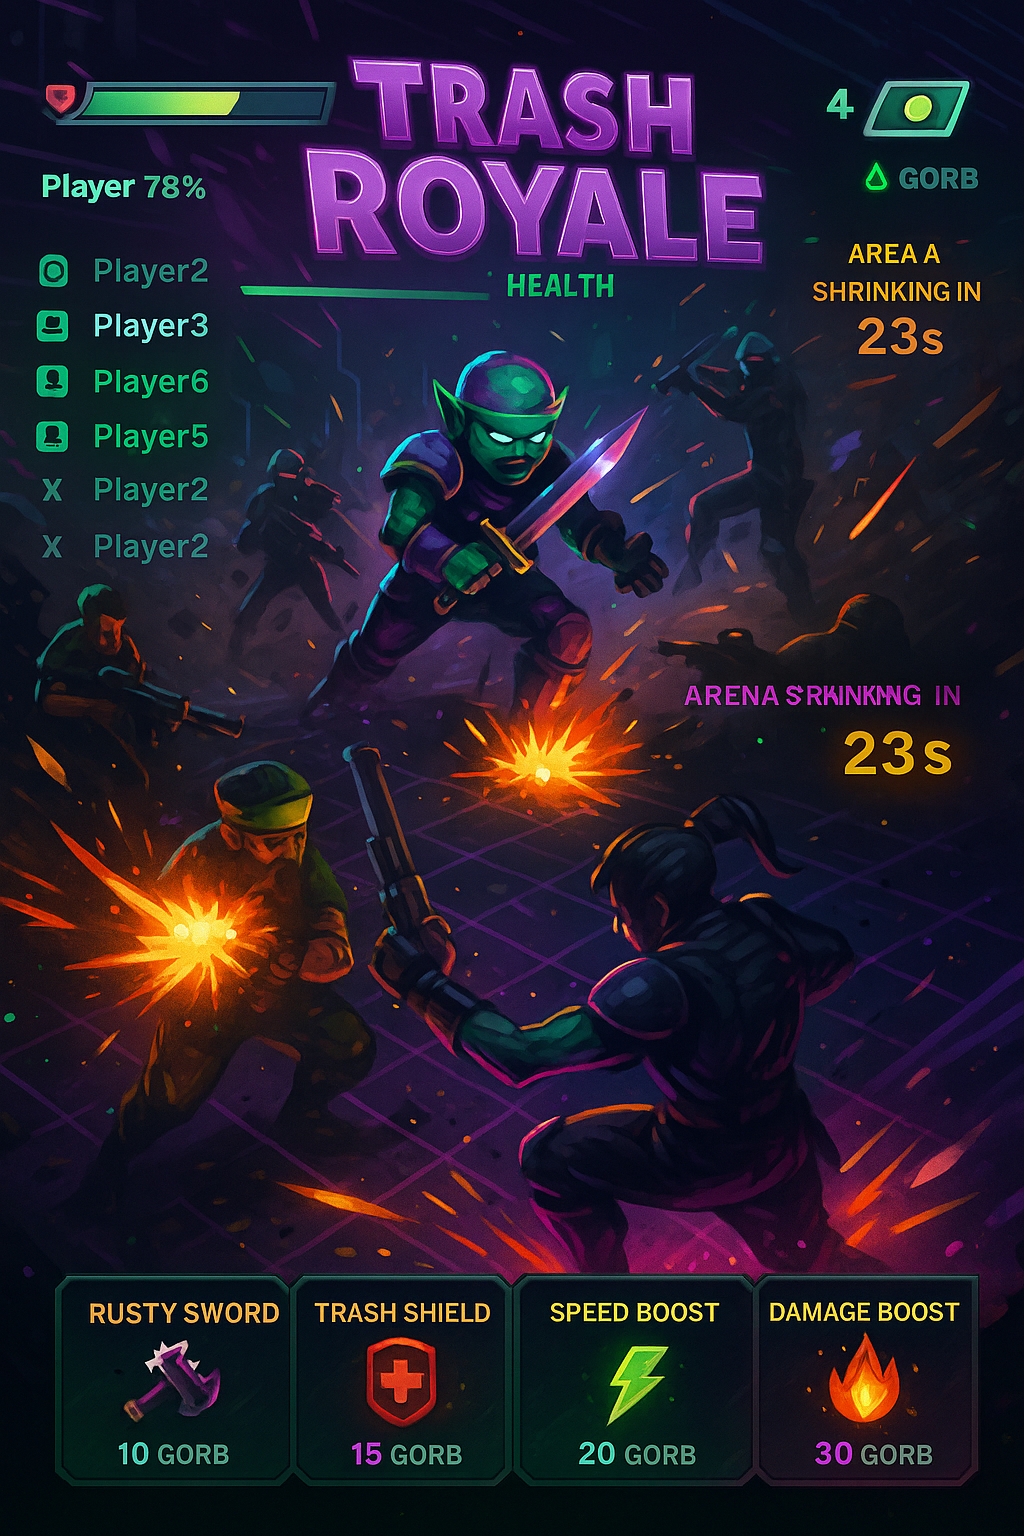 TRASH
ROYALE
4
Player 78%
GORB
Player2
Player3
Player6
Player5
X Player2
X Player2
HEALTH
AREA A
SHRINKING IN
23s
ARENA SRKINKNG IN
23s
RUSTY SWORD
10 GORB
TRASH SHIELD
15 GORB
SPEED BOOST
20 GORB
DAMAGE BOOST
30 GORB